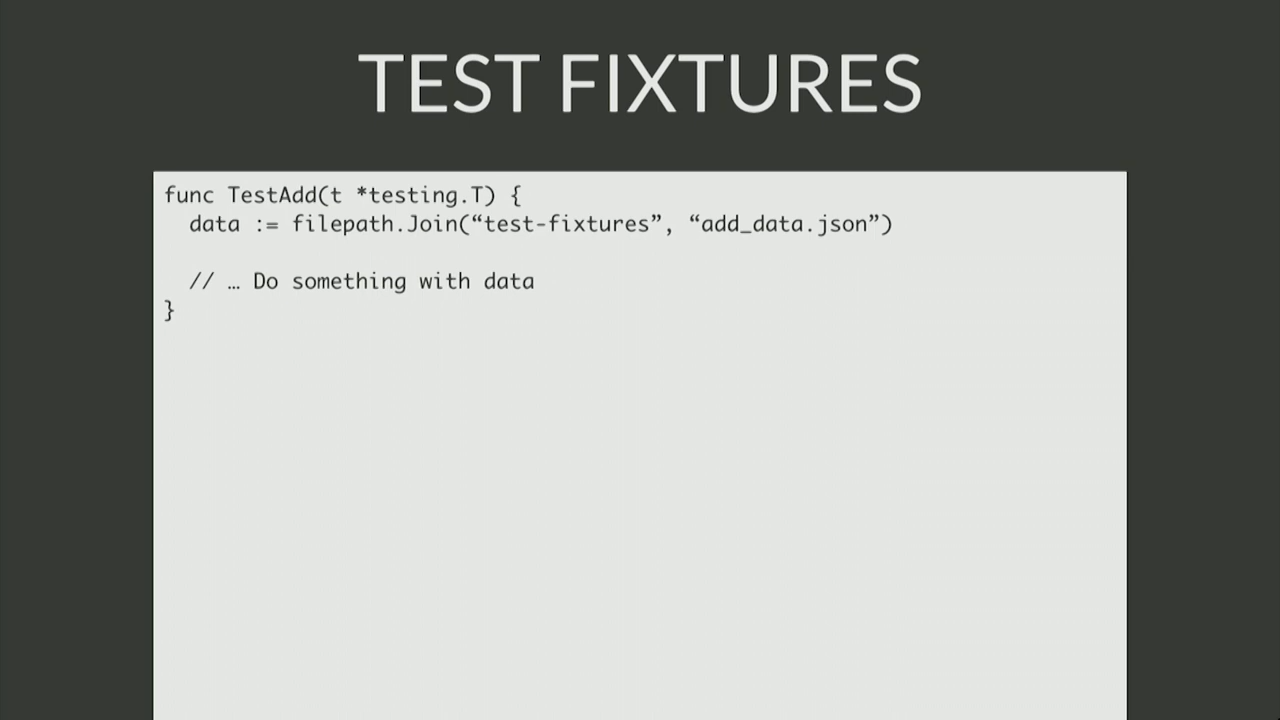 TEST FIXTURES
func TestAdd(t *testing.T) {
  data := filepath.Join(“test-fixtures”, “add_data.json”)
  // … Do something with data
}